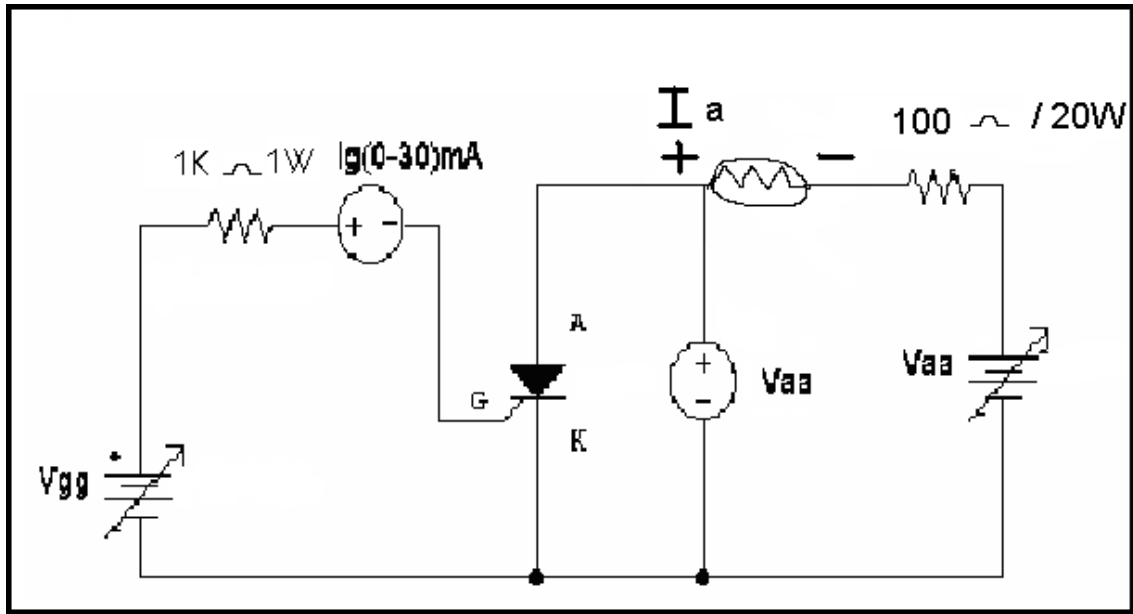 I a
+ −
100 Ω / 20W
1K Ω 1W Ig(0-30)mA
+ −
A
G
K
+
−
Vaa
Vaa
Vgg